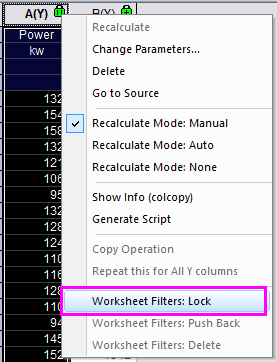 A(Y) B(Y)
Power
kw
Recalculate
Change Parameters...
Delete
Go to Source
Recalculate Mode: Manual
Recalculate Mode: Auto
Recalculate Mode: None
Show Info (colcopy)
Generate Script
Copy Operation
Repeat this for All Y columns
Worksheet Filters: Lock
Worksheet Filters: Push Back
Worksheet Filters: Delete
132
154
158
132
121
106
95
132
124
110
116
128
110
94
145
152